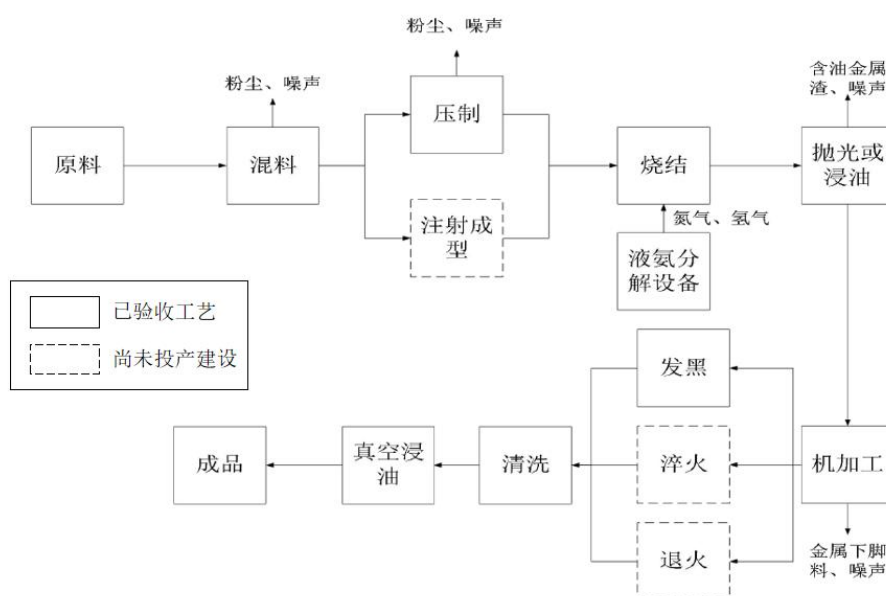 粉尘、噪声
粉尘、噪声
含油金属
渣、噪声
原料
混料
压制
注射成
型
烧结
抛光或
浸油
氮气、氢气
液氨分
解设备
已验收工艺
尚未投产建设
发黑
淬火
退火
机加工
清洗
真空浸
油
成品
金属下脚
料、噪声